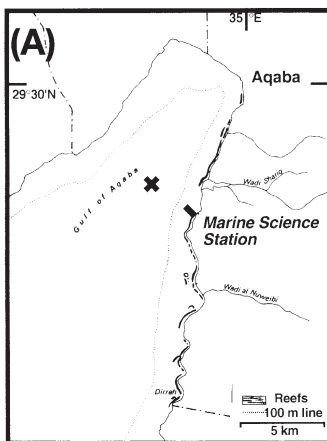 (A)
35°E
Aqaba
29°30'N
Gulf of Aqaba
Wadi Shariq
Marine Science
Station
Wadi al Nuweibi
Dirrah
Reefs
100 m line
5 km